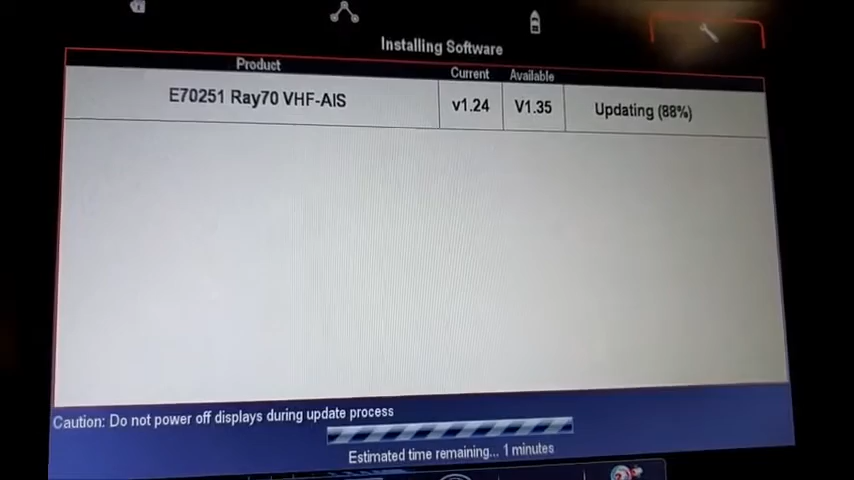 Installing Software
Product Current Available
E70251 Ray70 VHF-AIS v1.24 V1.35 Updating (88%)
Caution: Do not power off displays during update process
Estimated time remaining... 1 minutes